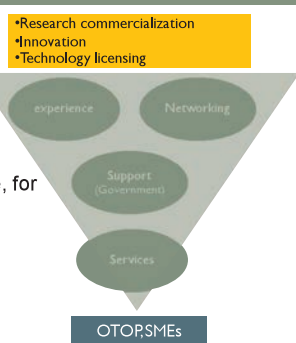 •Research commercialization
•Innovation
•Technology licensing
experience
Networking
, for
Support
(Government)
Services
OTOP,SMEs